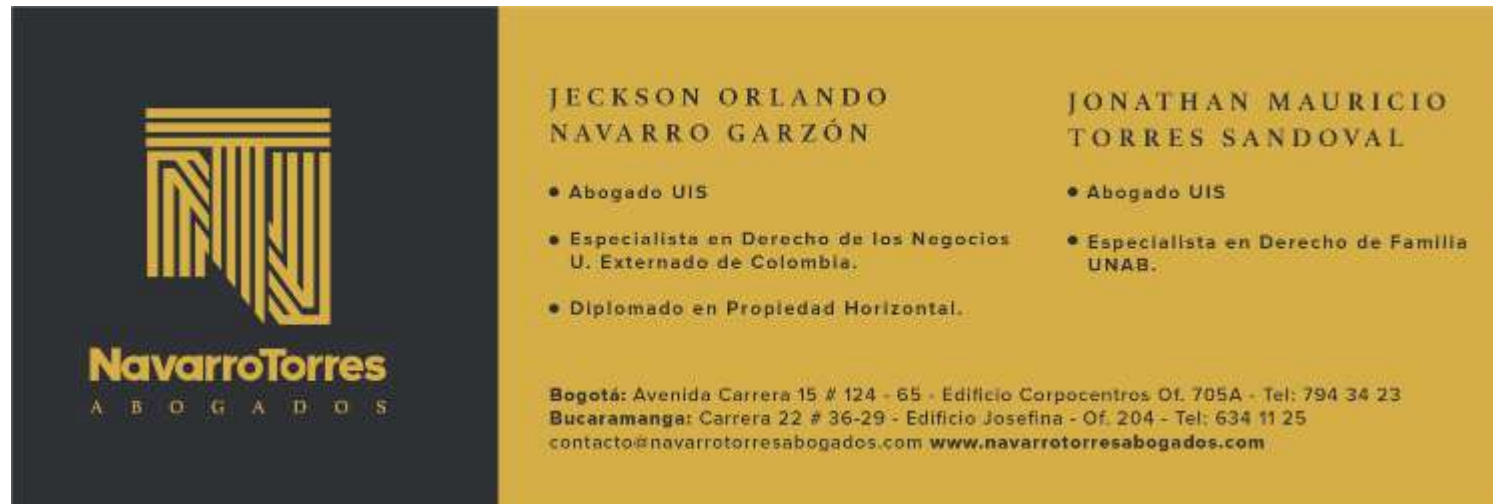 NavarroTorres
ABOGADOS
JECKSON ORLANDO
NAVARRO GARZÓN
• Abogado UIS
• Especialista en Derecho de los Negocios
U. Externado de Colombia.
• Diplomado en Propiedad Horizontal.
JONATHAN MAURICIO
TORRES SANDOVAL
• Abogado UIS
• Especialista en Derecho de Familia
UNAB.
Bogotá: Avenida Carrera 15 # 124 - 65 - Edificio Corpocentros Of. 705A - Tel: 794 34 23
Bucaramanga: Carrera 22 # 36-29 - Edificio Josefina - Of. 204 - Tel: 634 11 25
contacto@navarrotorresabogados.com www.navarrotorresabogados.com